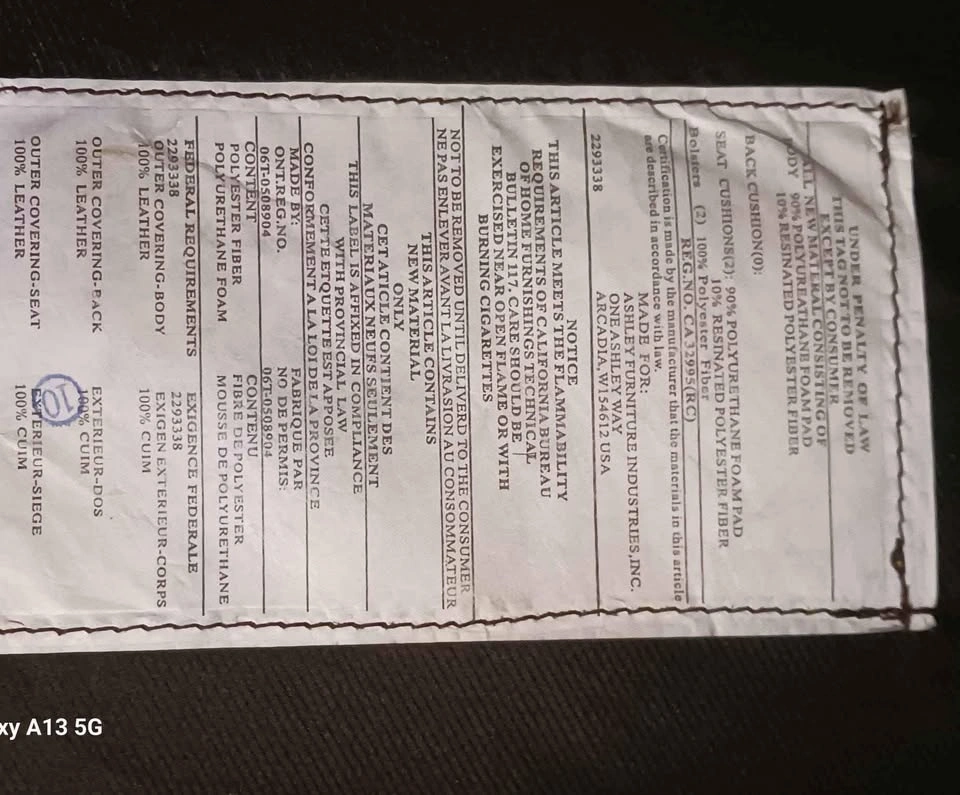 UNDER PENALTY OF LAW
THIS TAG NOT TO BE REMOVED
EXCEPT BY CONSUMER
ALL NEW MATERAL CONSISTING OF
BODY 90% POLYUREATHANE FOAM PAD
10% RESINATED POLYESTER FIBER
BACK CUSHION(0):
SEAT CUSHIONS(2): 90% POLYURETHANE FOAM PAD
10% RESINATED POLYESTER FIBER
Bolsters (2) 100% Polyester Fiber
REG.NO. CA32995(RC)
Certification is made by the manufacturer that the materials in this article
are described in accordance with law.
MADE FOR:
ASHLEY FURNITURE INDUSTRIES,INC.
ONE ASHLEY WAY
ARCADIA,WI 54612 USA
2293338
NOTICE
THIS ARTICLE MEETS THE FLAMMABILITY
REQUIREMENTS OF CALIFORNIA BUREAU
OF HOME FURNISHINGS TECHNICAL
BULLETIN 117. CARE SHOULD BE
EXERCISED NEAR OPEN FLAME OR WITH
BURNING CIGARETTES
NOT TO BE REMOVED UNTIL DELIVERD TO THE CONSUMER
NE PAS ENLEVER AVANT LA LIVRASION AU CONSOMMATEUR
THIS ARTICLE CONTAINS
NEW MATERIAL
ONLY
CET ATICLE CONTIENT DES
MATERIAUX NEUFS SEULEMENT
THIS LABEL IS AFFIXED IN COMPLIANCE
WITH PROVINCIAL LAW
CETTE ETQUETTE EST APPOSEE
CONFORMEMENT A LA LOI DE LA PROVINCE
MADE BY: FABRIQUE PAR
ONT.REG.NO. NO DE PERMIS:
06T-0508904 06T-0508904
CONTENT CONTENU
POLYESTER FIBER FIBRE DE POLYESTER
POLYURETHANE FOAM MOUSSE DE POLYURETHANE
FEDERAL REQUIREMENTS EXIGENCE FEDERALE
2293338 2293338
OUTER COVERING-BODY EXIGEN EXTERIEUR-CORPS
100% LEATHER 100% CUIM
OUTER COVERING-BACK EXTERIEUR-DOS
100% LEATHER 100% CUIM
10
OUTER COVERING-SEAT EXTERIEUR-SIEGE
100% LEATHER 100% CUIM
xy A13 5G